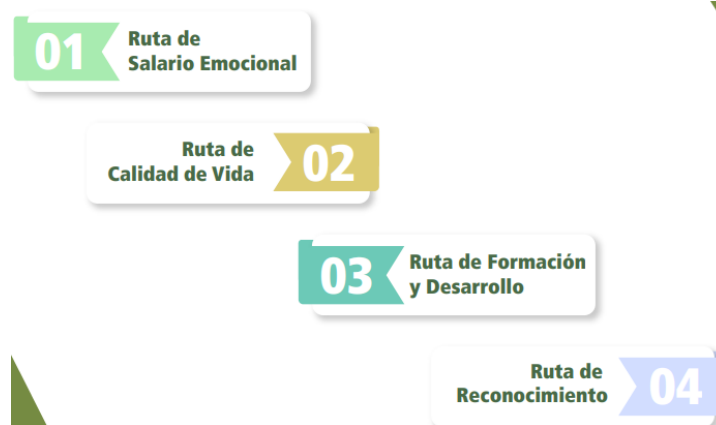 01
Ruta de
Salario Emocional
Ruta de
Calidad de Vida
02
03
Ruta de Formación
y Desarrollo
Ruta de
Reconocimiento
04